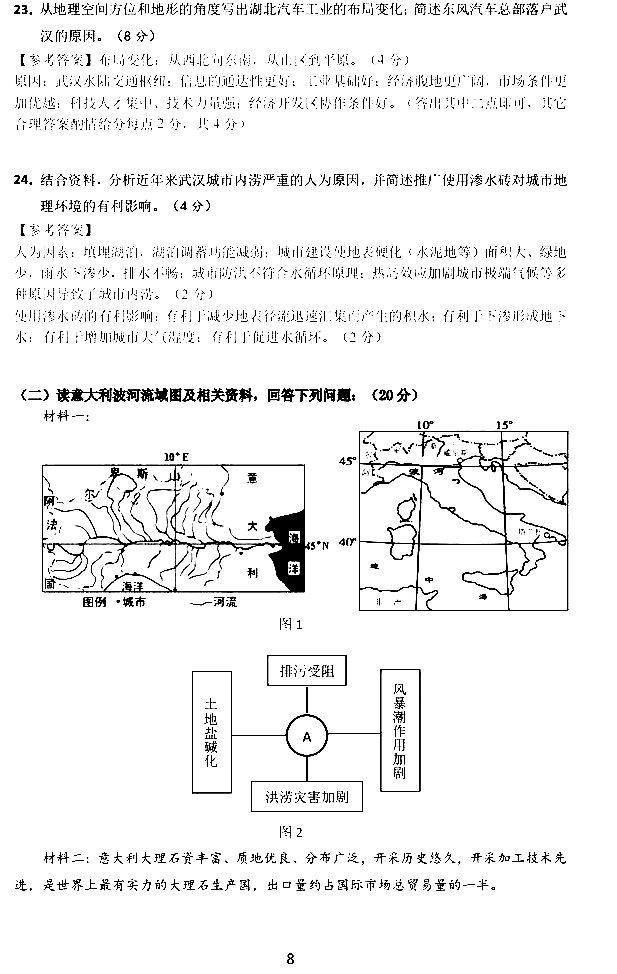 23. 从地理空间方位和地形的角度写出湖北汽车工业的布局变化；简述东风汽车总部落户武
汉的原因。（8 分）
【参考答案】布局变化：从西北向东南，从山区到平原。（4 分）
原因：武汉水陆交通枢纽；信息的通达性更好；工业基础好；经济腹地更广阔，市场条件更
加优越；科技人才集中、技术力量强；经济开发区协作条件好。（答出其中二点即可，其它
合理答案酌情给分每点 2 分，共 4 分）
24. 结合资料，分析近年来武汉城市内涝严重的人为原因，并简述推广使用渗水砖对城市地
理环境的有利影响。（4 分）
【参考答案】
人为因素：填埋湖泊，湖泊调蓄功能减弱；城市建设使地表硬化（水泥地等）面积大、绿地
少，雨水下渗少，排水不畅；城市防洪不符合水循环原理；热岛效应加剧城市极端气候等多
种原因导致了城市内涝。（2 分）
使用渗水砖的有利影响：有利于减少地表径流迅速汇集而产生的积水；有利于下渗形成地下
水；有利于增加城市大气湿度；有利于促进水循环。（2 分）
（二）读意大利波河流域图及相关资料，回答下列问题：（20 分）
材料一：
10° 15°
10°E
45°
40°
阿 尔 卑 斯 山
法 国
意 大 利
海洋
海洋
45°N
波 河
地 中 海
非
图例 •城市 河流
图 1
排污受阻
土地盐碱化
A
风暴潮作用加剧
洪涝灾害加剧
图 2
材料二：意大利大理石资丰富、质地优良、分布广泛，开采历史悠久，开采加工技术先
进，是世界上最有实力的大理石生产国，出口量约占国际市场总贸易量的一半。
8